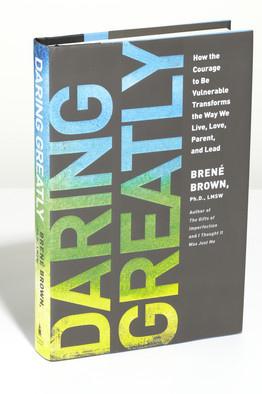 DARING GREATLY
BRENÉ BROWN,
DARING
GREATLY
How the
Courage to
Be Vulnerable
Transforms
the Way We
Live, Love,
Parent,
and Lead
BRENÉ
BROWN,
Ph.D., LMSW
Author of
The Gifts of
Imperfection
and I Thought It
Was Just Me